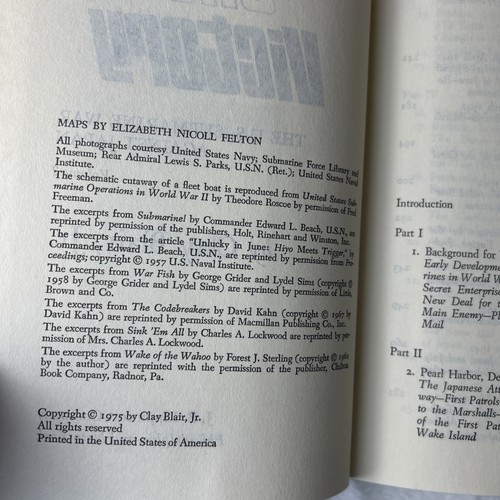 MAPS BY ELIZABETH NICOLL FELTON
All photographs courtesy United States Navy; Submarine Force Library and
Museum; Rear Admiral Lewis S. Parks, U.S.N. (Ret.); United States Naval
Institute.
The schematic cutaway of a fleet boat is reproduced from United States Sub-
marine Operations in World War II by Theodore Roscoe by permission of Fred
Freeman.
The excerpts from Submarine! by Commander Edward L. Beach, U.S.N., are
reprinted by permission of the publishers, Holt, Rinehart and Winston, Inc.
The excerpts from the article "Unlucky in June: Hiyo Meets Trigger," by
Commander Edward L. Beach, U.S.N., are reprinted by permission from Pro-
ceedings; copyright © 1957 U.S. Naval Institute.
The excerpts from War Fish by George Grider and Lydel Sims (copyright ©
1958 by George Grider and Lydel Sims) are reprinted by permission of Little,
Brown and Co.
The excerpts from The Codebreakers by David Kahn (copyright © 1967 by
David Kahn) are reprinted by permission of Macmillan Publishing Co., Inc.
The excerpts from Sink 'Em All by Charles A. Lockwood are reprinted by per-
mission of Mrs. Charles A. Lockwood.
The excerpts from Wake of the Wahoo by Forest J. Sterling (copyright © 1960
by the author) are reprinted with the permission of the publisher, Chilton
Book Company, Radnor, Pa.
Copyright © 1975 by Clay Blair, Jr.
All rights reserved
Printed in the United States of America
Introduction
Part I
1. Background for
Early Developme
rines in World W
Secret Enterprise
New Deal for
Main Enemy—Pl
Mail
Part II
2. Pearl Harbor, De
The Japanese Att
way—First Patrols
to the Marshalls—
of the First Pat
Wake Island